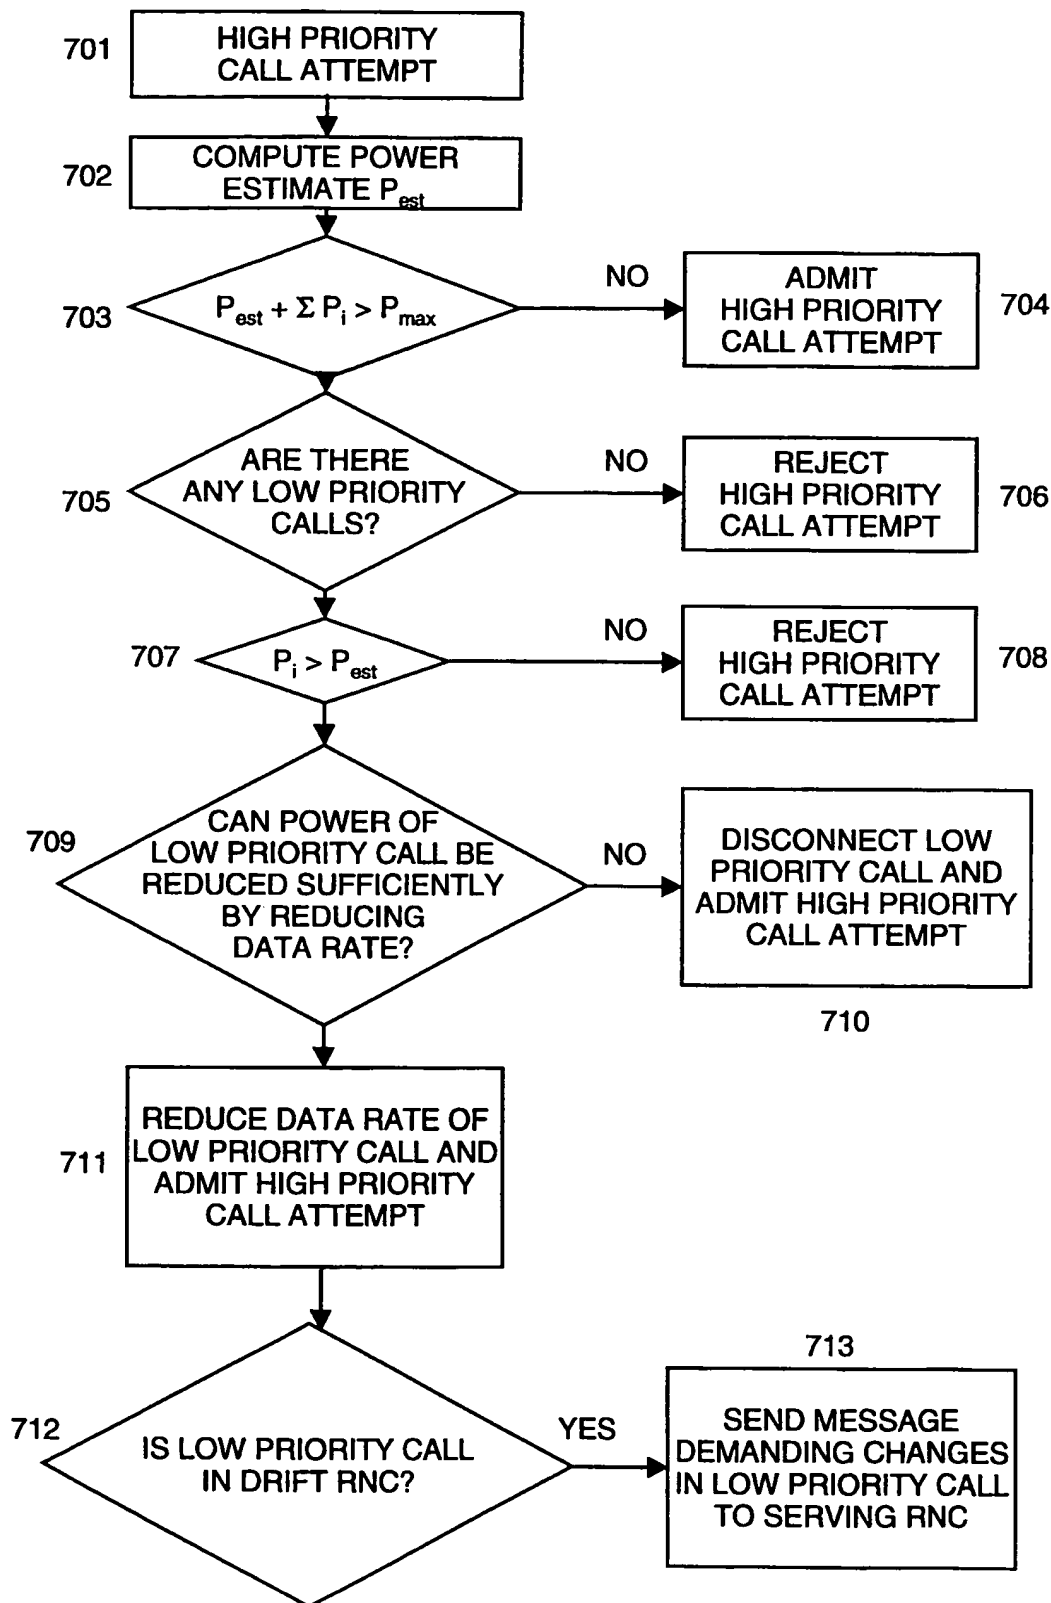 701
HIGH PRIORITY
CALL ATTEMPT
702
COMPUTE POWER
ESTIMATE Pest
703
Pest + Σ Pi > Pmax
NO
ADMIT
HIGH PRIORITY
CALL ATTEMPT
704
705
ARE THERE
ANY LOW PRIORITY
CALLS?
NO
REJECT
HIGH PRIORITY
CALL ATTEMPT
706
707
Pi > Pest
NO
REJECT
HIGH PRIORITY
CALL ATTEMPT
708
709
CAN POWER OF
LOW PRIORITY CALL BE
REDUCED SUFFICIENTLY
BY REDUCING
DATA RATE?
NO
DISCONNECT LOW
PRIORITY CALL AND
ADMIT HIGH PRIORITY
CALL ATTEMPT
710
711
REDUCE DATA RATE OF
LOW PRIORITY CALL AND
ADMIT HIGH PRIORITY
CALL ATTEMPT
712
IS LOW PRIORITY CALL
IN DRIFT RNC?
YES
713
SEND MESSAGE
DEMANDING CHANGES
IN LOW PRIORITY CALL
TO SERVING RNC